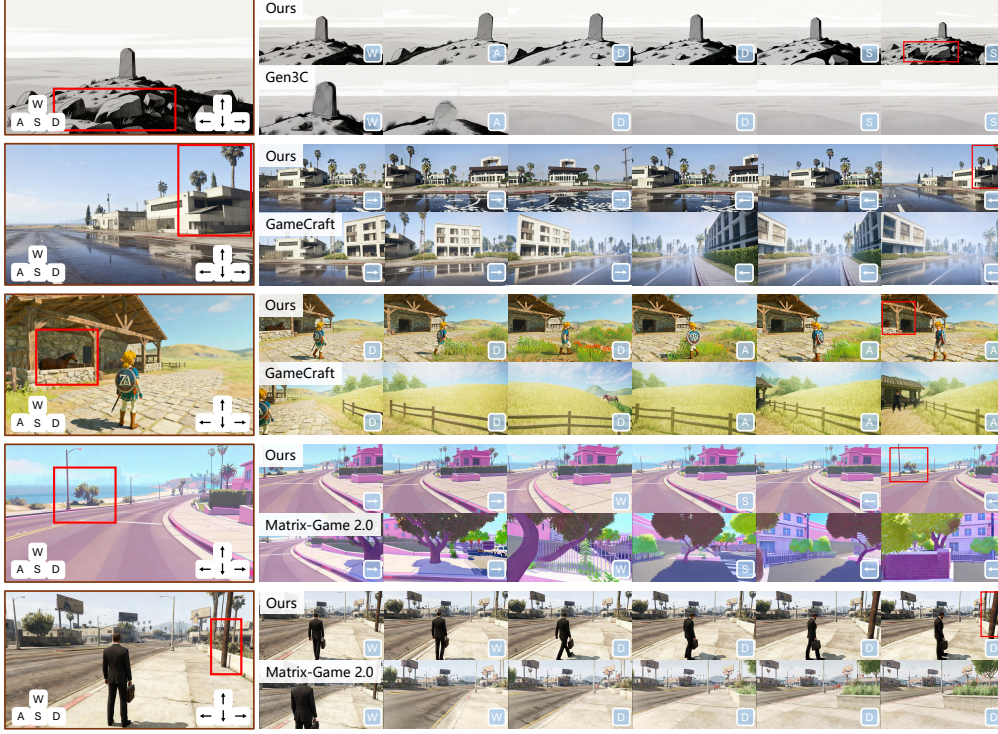 Ours
W A D D S S
Gen3C
W A D D S S
W
A S D ↑ ← ↓ →
Ours
→ → → ← ← ←
GameCraft
→ → → ← ← ←
W
A S D ↑ ← ↓ →
Ours
D D D A A A
GameCraft
D D D A A A
W
A S D ↑ ← ↓ →
Ours
→ → W S ← ←
Matrix-Game 2.0
→ → W S ← ←
W
A S D ↑ ← ↓ →
Ours
W W D D D D
Matrix-Game 2.0
W W D D D D
W
A S D ↑ ← ↓ →